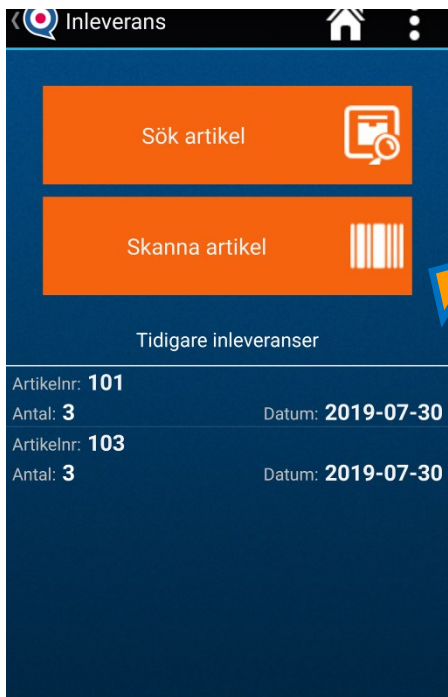 Inleverans
Sök artikel
Skanna artikel
Tidigare inleveranser
Artikelnr: 101
Antal: 3 Datum: 2019-07-30
Artikelnr: 103
Antal: 3 Datum: 2019-07-30